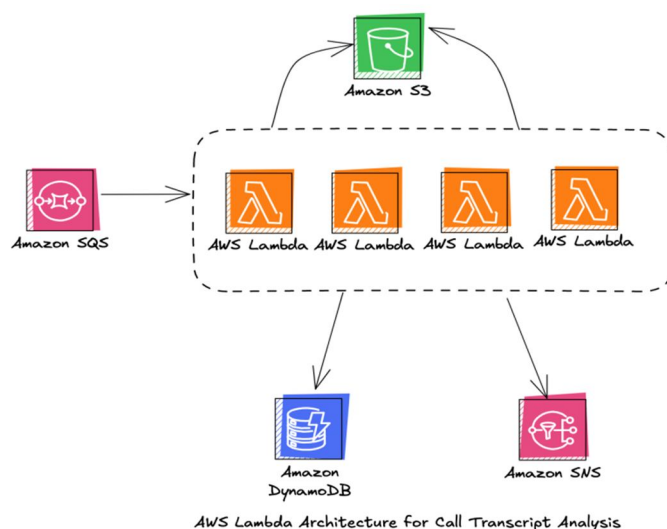 Amazon S3
Amazon SQS
AWS Lambda
AWS Lambda
AWS Lambda
AWS Lambda
Amazon
DynamoDB
Amazon SNS
AWS Lambda Architecture for Call Transcript Analysis